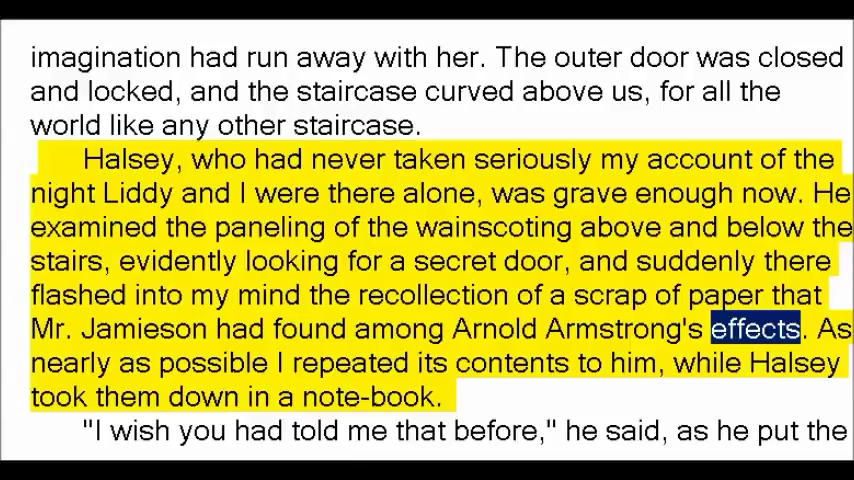 imagination had run away with her. The outer door was closed
and locked, and the staircase curved above us, for all the
world like any other staircase.
Halsey, who had never taken seriously my account of the
night Liddy and I were there alone, was grave enough now. He
examined the paneling of the wainscoting above and below the
stairs, evidently looking for a secret door, and suddenly there
flashed into my mind the recollection of a scrap of paper that
Mr. Jamieson had found among Arnold Armstrong's effects. As
nearly as possible I repeated its contents to him, while Halsey
took them down in a note-book.
"I wish you had told me that before," he said, as he put the